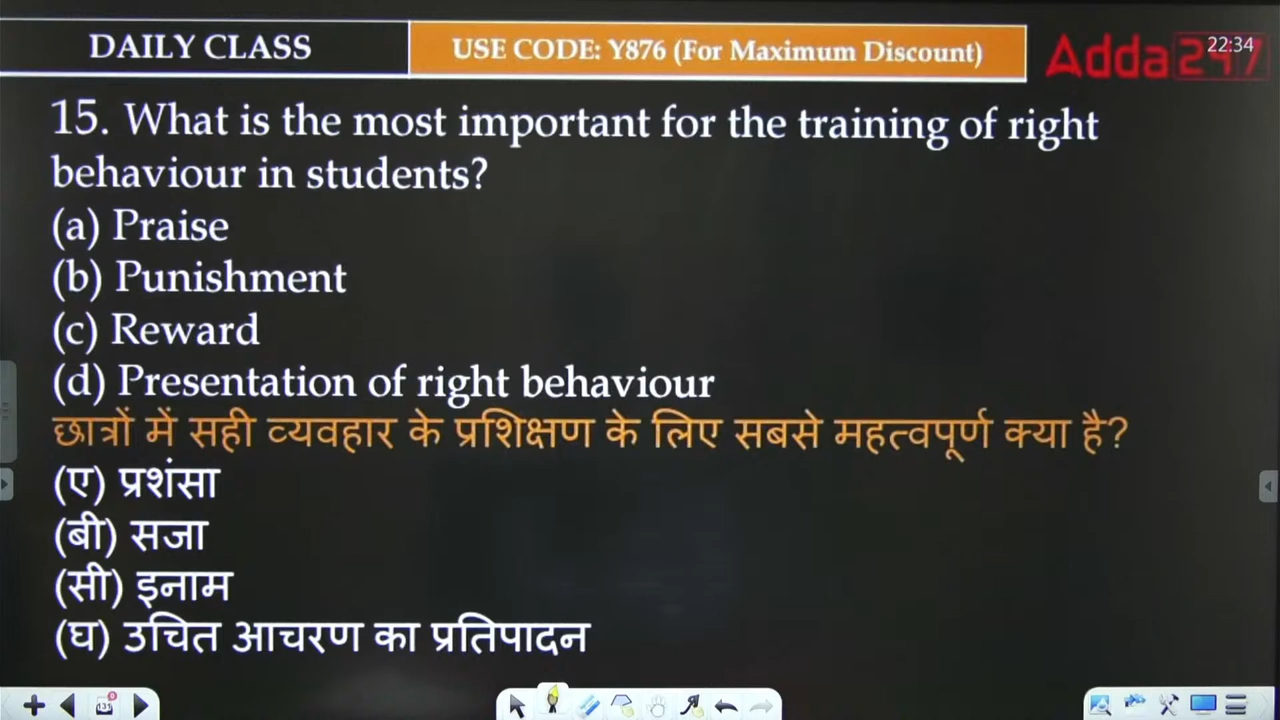 DAILY CLASS
USE CODE: Y876 (For Maximum Discount)
Adda247
22:34
15. What is the most important for the training of right
behaviour in students?
(a) Praise
(b) Punishment
(c) Reward
(d) Presentation of right behaviour
छात्रों में सही व्यवहार के प्रशिक्षण के लिए सबसे महत्वपूर्ण क्या है?
(ए) प्रशंसा
(बी) सजा
(सी) इनाम
(घ) उचित आचरण का प्रतिपादन
131